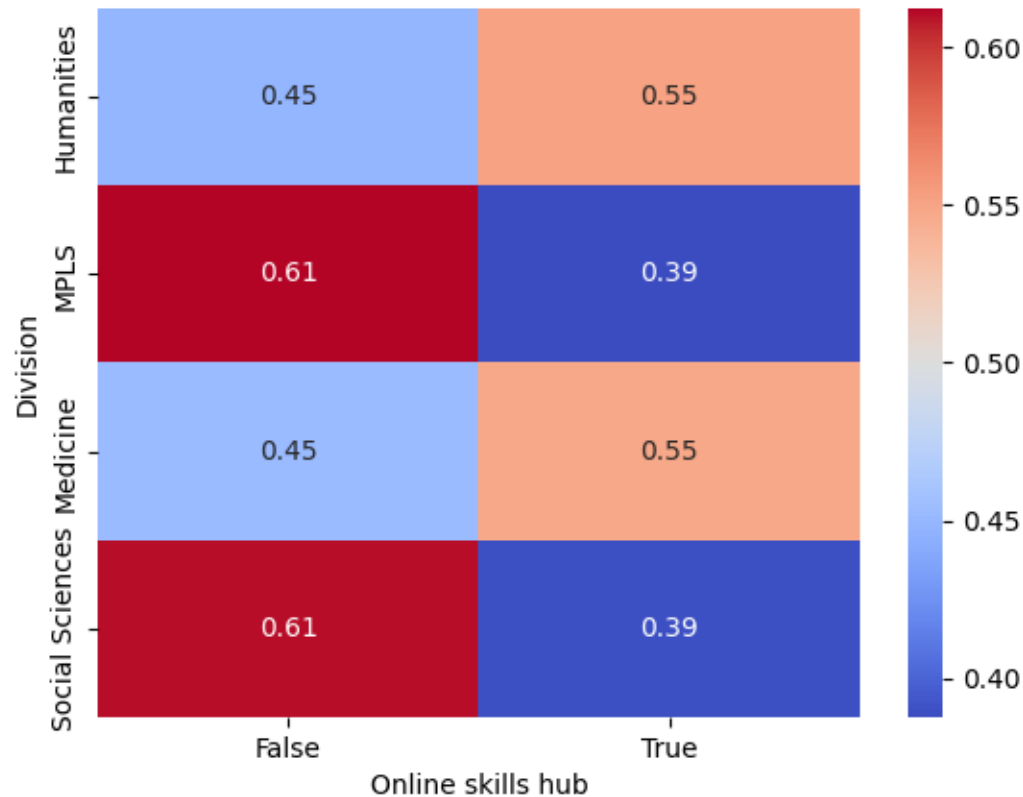 Division
Humanities
0.45 0.55
MPLS
0.61 0.39
Medicine
0.45 0.55
Social Sciences
0.61 0.39
False True
Online skills hub
0.60
0.55
0.50
0.45
0.40